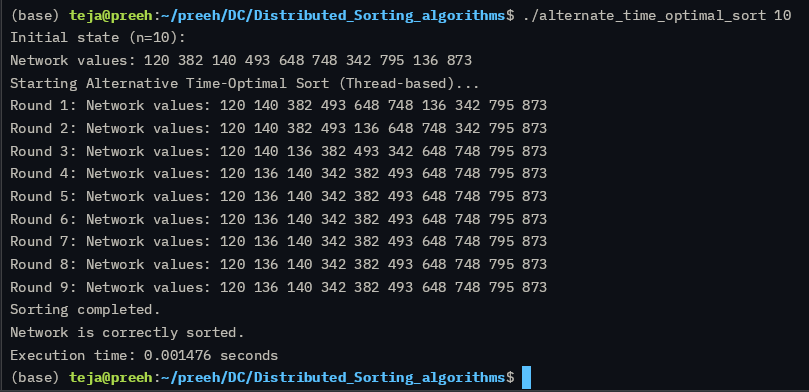 (base) teja@preeh:~/preeh/DC/Distributed_Sorting_algorithms$ ./alternate_time_optimal_sort 10
Initial state (n=10):
Network values: 120 382 140 493 648 748 342 795 136 873
Starting Alternative Time-Optimal Sort (Thread-based)...
Round 1: Network values: 120 140 382 493 648 748 136 342 795 873
Round 2: Network values: 120 140 382 493 136 648 748 342 795 873
Round 3: Network values: 120 140 136 382 493 342 648 748 795 873
Round 4: Network values: 120 136 140 342 382 493 648 748 795 873
Round 5: Network values: 120 136 140 342 382 493 648 748 795 873
Round 6: Network values: 120 136 140 342 382 493 648 748 795 873
Round 7: Network values: 120 136 140 342 382 493 648 748 795 873
Round 8: Network values: 120 136 140 342 382 493 648 748 795 873
Round 9: Network values: 120 136 140 342 382 493 648 748 795 873
Sorting completed.
Network is correctly sorted.
Execution time: 0.001476 seconds
(base) teja@preeh:~/preeh/DC/Distributed_Sorting_algorithms$